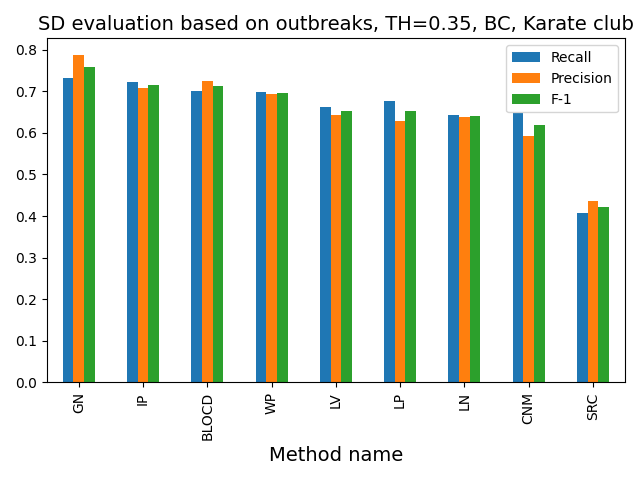 SD evaluation based on outbreaks, TH=0.35, BC, Karate club
Recall
Precision
F-1
0.8
0.7
0.6
0.5
0.4
0.3
0.2
0.1
0.0
GN
IP
BLOCD
WP
LV
LP
LN
CNM
SRC
Method name